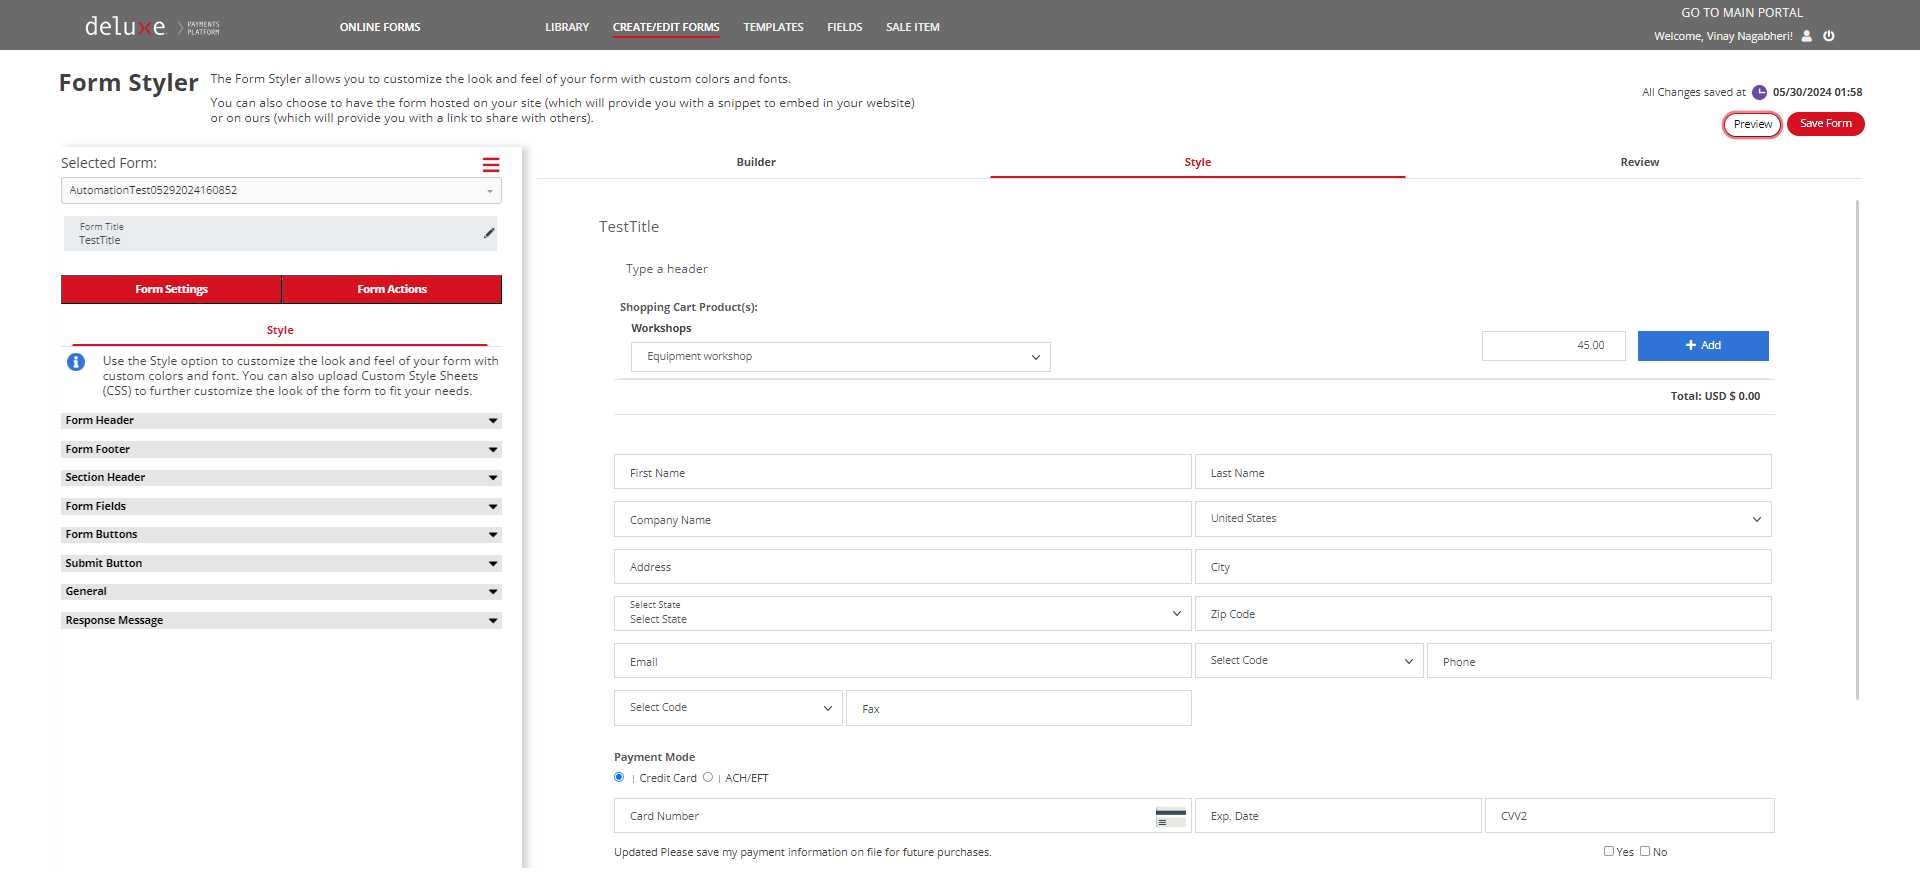 deluxe PAYMENTS PLATFORM
ONLINE FORMS
LIBRARY
CREATE/EDIT FORMS
TEMPLATES
FIELDS
SALE ITEM
GO TO MAIN PORTAL
Welcome, Vinay Nagabheri!
Form Styler
The Form Styler allows you to customize the look and feel of your form with custom colors and fonts.
You can also choose to have the form hosted on your site (which will provide you with a snippet to embed in your website)
or on ours (which will provide you with a link to share with others).
All Changes saved at 05/30/2024 01:58
Preview
Save Form
Selected Form:
AutomationTest05292024160852
Form Title
TestTitle
Form Settings
Form Actions
Style
Use the Style option to customize the look and feel of your form with
custom colors and font. You can also upload Custom Style Sheets
(CSS) to further customize the look of the form to fit your needs.
Form Header
Form Footer
Section Header
Form Fields
Form Buttons
Submit Button
General
Response Message
Builder
Style
Review
TestTitle
Type a header
Shopping Cart Product(s):
Workshops
Equipment workshop
45.00
+ Add
Total: USD $ 0.00
First Name
Last Name
Company Name
United States
Address
City
Select State
Select State
Zip Code
Email
Select Code
Phone
Select Code
Fax
Payment Mode
| Credit Card
| ACH/EFT
Card Number
Exp. Date
CVV2
Updated Please save my payment information on file for future purchases.
Yes
No